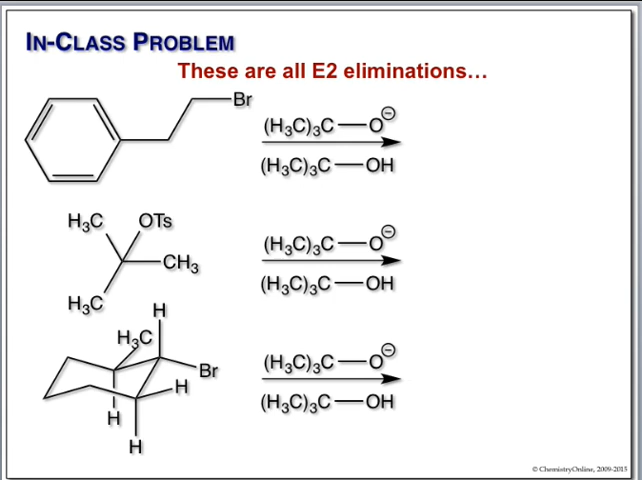 IN-CLASS PROBLEM
These are all E2 eliminations…
Br
(H₃C)₃C—O⊖
(H₃C)₃C—OH
H₃C OTs
CH₃
H₃C
(H₃C)₃C—O⊖
(H₃C)₃C—OH
H
H₃C
Br
H
H
H
(H₃C)₃C—O⊖
(H₃C)₃C—OH
© ChemistryOnline, 2009-2015